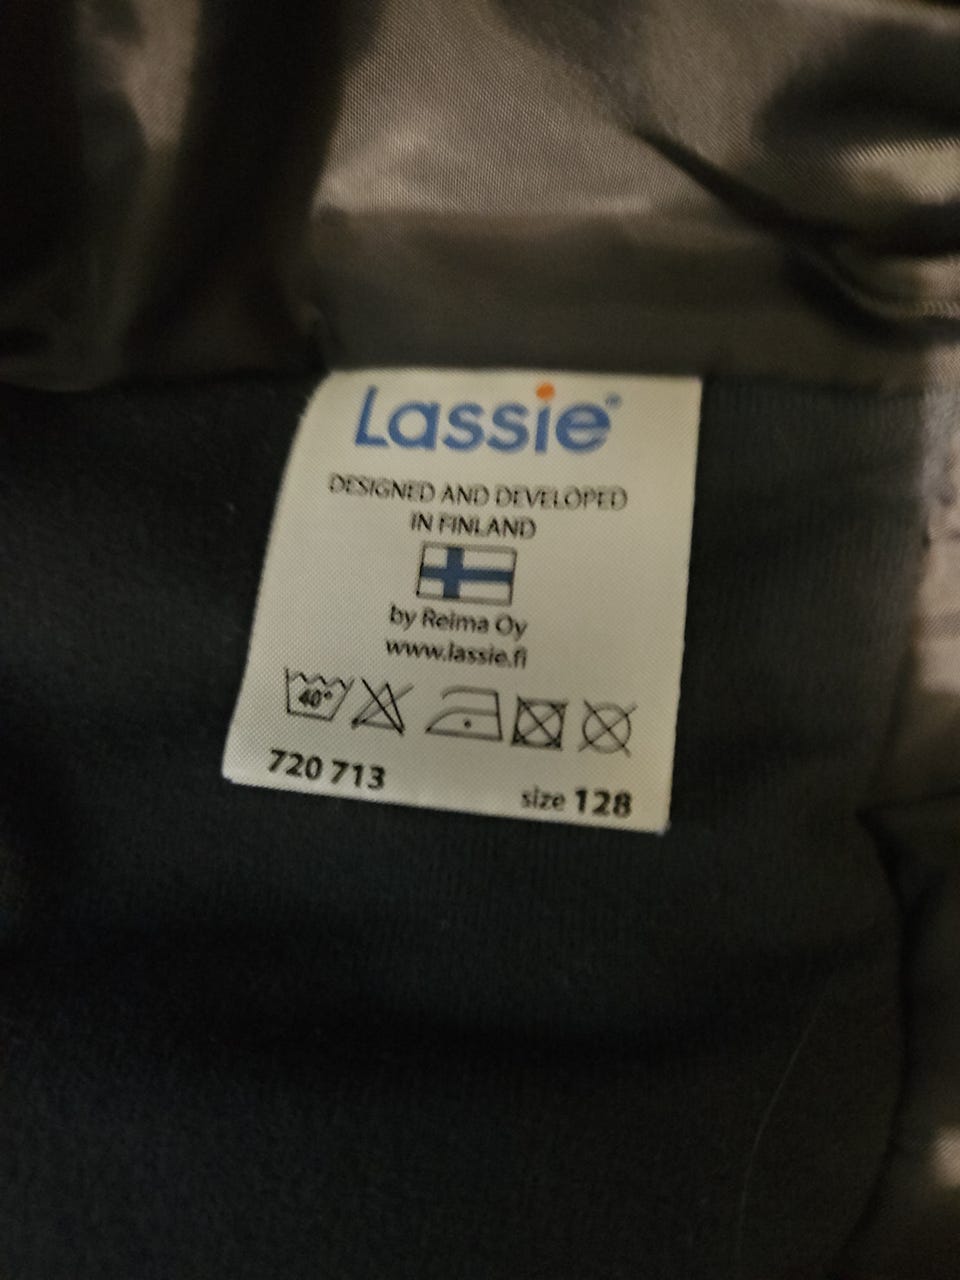 Lassie®
DESIGNED AND DEVELOPED
IN FINLAND
by Reima Oy
www.lassie.fi
40°
720 713
size 128